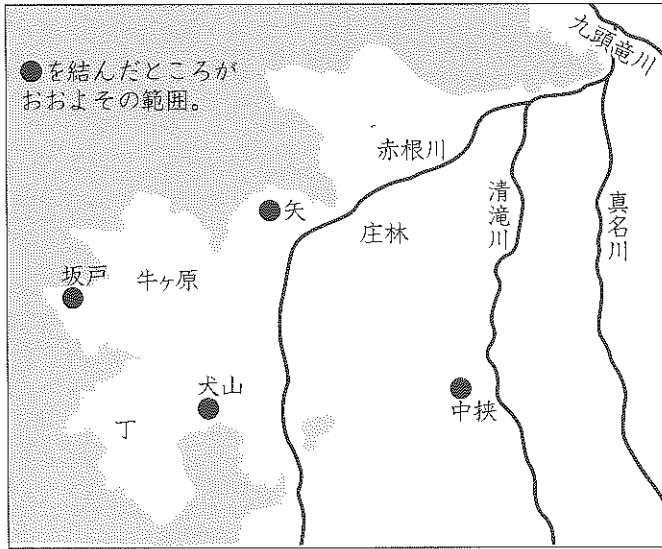 ●を結んだところが
おおよその範囲。
九頭竜川
赤根川
清滝川
真名川
矢
庄林
坂戸
牛ヶ原
犬山
中挟
丁